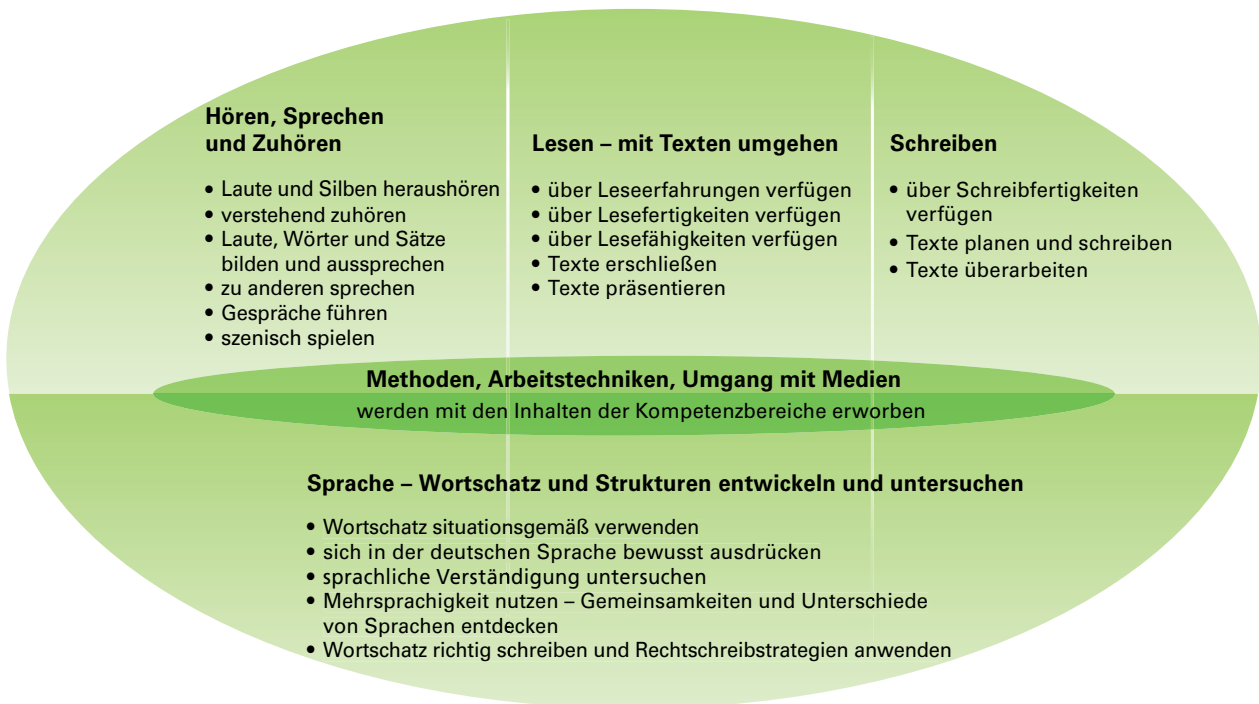 Hören, Sprechen
und Zuhören
• Laute und Silben heraushören
• verstehend zuhören
• Laute, Wörter und Sätze
bilden und aussprechen
• zu anderen sprechen
• Gespräche führen
• szenisch spielen
Lesen – mit Texten umgehen
• über Leseerfahrungen verfügen
• über Lesefertigkeiten verfügen
• über Lesefähigkeiten verfügen
• Texte erschließen
• Texte präsentieren
Schreiben
• über Schreibfertigkeiten
verfügen
• Texte planen und schreiben
• Texte überarbeiten
Methoden, Arbeitstechniken, Umgang mit Medien
werden mit den Inhalten der Kompetenzbereiche erworben
Sprache – Wortschatz und Strukturen entwickeln und untersuchen
• Wortschatz situationsgemäß verwenden
• sich in der deutschen Sprache bewusst ausdrücken
• sprachliche Verständigung untersuchen
• Mehrsprachigkeit nutzen – Gemeinsamkeiten und Unterschiede
von Sprachen entdecken
• Wortschatz richtig schreiben und Rechtschreibstrategien anwenden